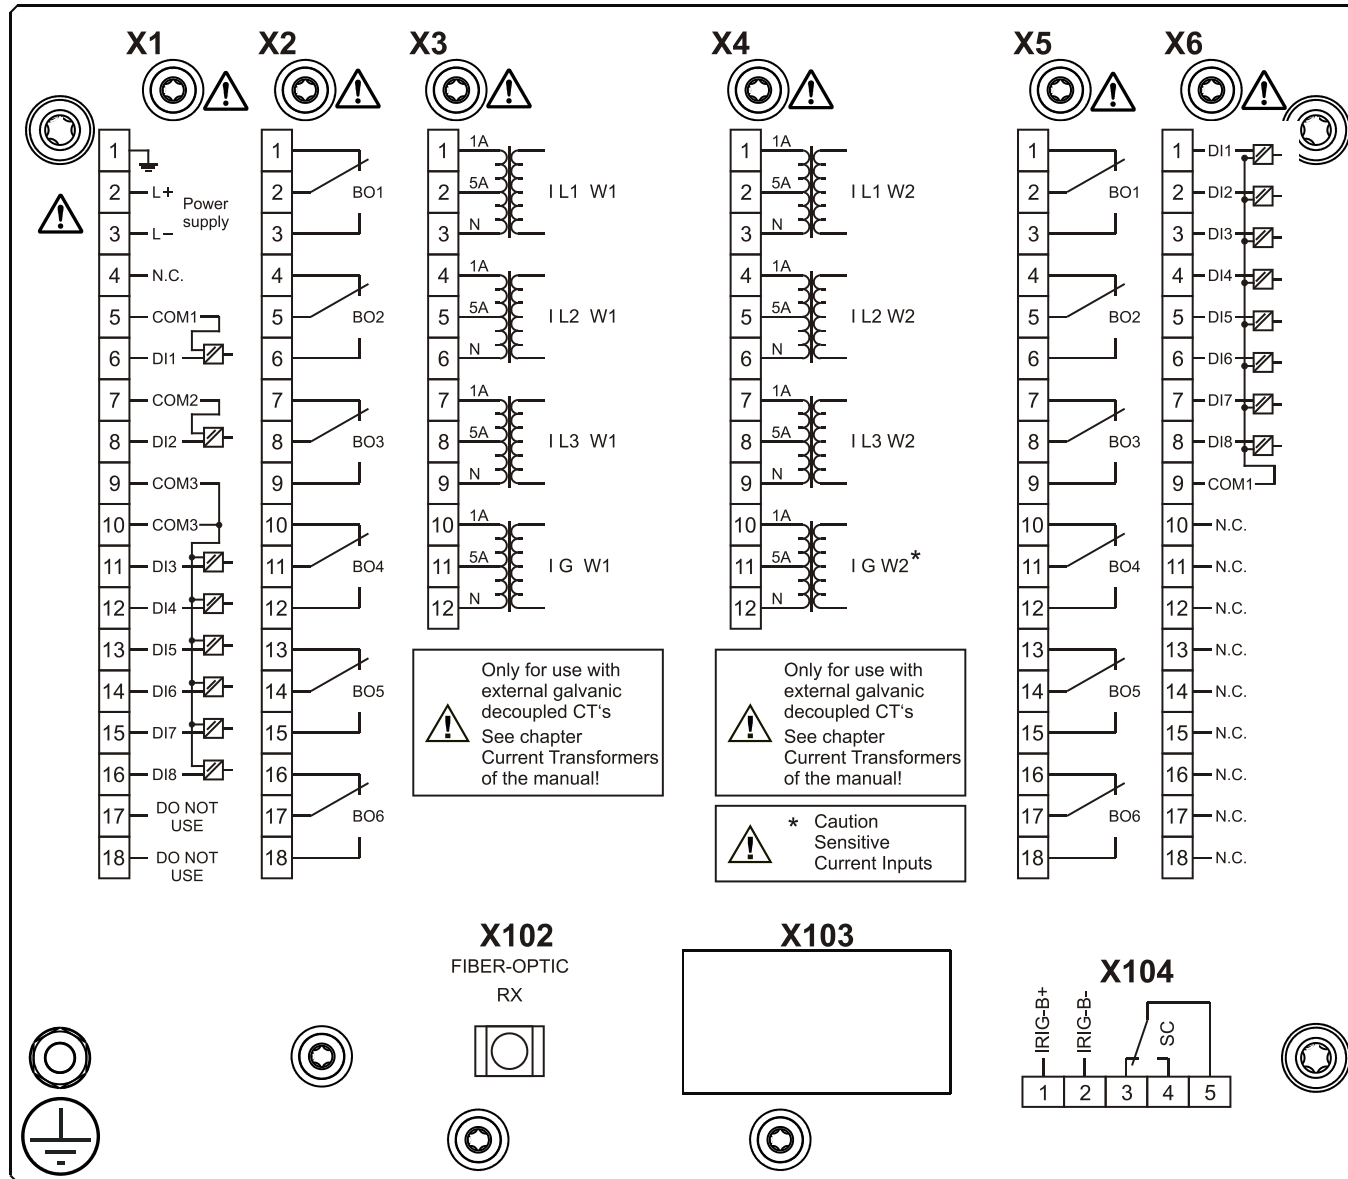 X1
1
2 L+
Power
supply
3 L–
4 N.C.
5 COM1
6 DI1
7 COM2
8 DI2
9 COM3
10 COM3
11 DI3
12 DI4
13 DI5
14 DI6
15 DI7
16 DI8
17 DO NOT
USE
18 DO NOT
USE
X2
1
2 BO1
3
4
5 BO2
6
7
8 BO3
9
10
11 BO4
12
13
14 BO5
15
16
17 BO6
18
X3
1 1A
2 5A I L1 W1
3 N
4 1A
5 5A I L2 W1
6 N
7 1A
8 5A I L3 W1
9 N
10 1A
11 5A I G W1
12 N
Only for use with
external galvanic
decoupled CT's
See chapter
Current Transformers
of the manual!
X4
1 1A
2 5A I L1 W2
3 N
4 1A
5 5A I L2 W2
6 N
7 1A
8 5A I L3 W2
9 N
10 1A
11 5A I G W2*
12 N
Only for use with
external galvanic
decoupled CT's
See chapter
Current Transformers
of the manual!
* Caution
Sensitive
Current Inputs
X5
1
2 BO1
3
4
5 BO2
6
7
8 BO3
9
10
11 BO4
12
13
14 BO5
15
16
17 BO6
18
X6
1 DI1
2 DI2
3 DI3
4 DI4
5 DI5
6 DI6
7 DI7
8 DI8
9 COM1
10 N.C.
11 N.C.
12 N.C.
13 N.C.
14 N.C.
15 N.C.
16 N.C.
17 N.C.
18 N.C.
X102
FIBER-OPTIC
RX
X103
X104
IRIG-B+
IRIG-B-
SC
1 2 3 4 5